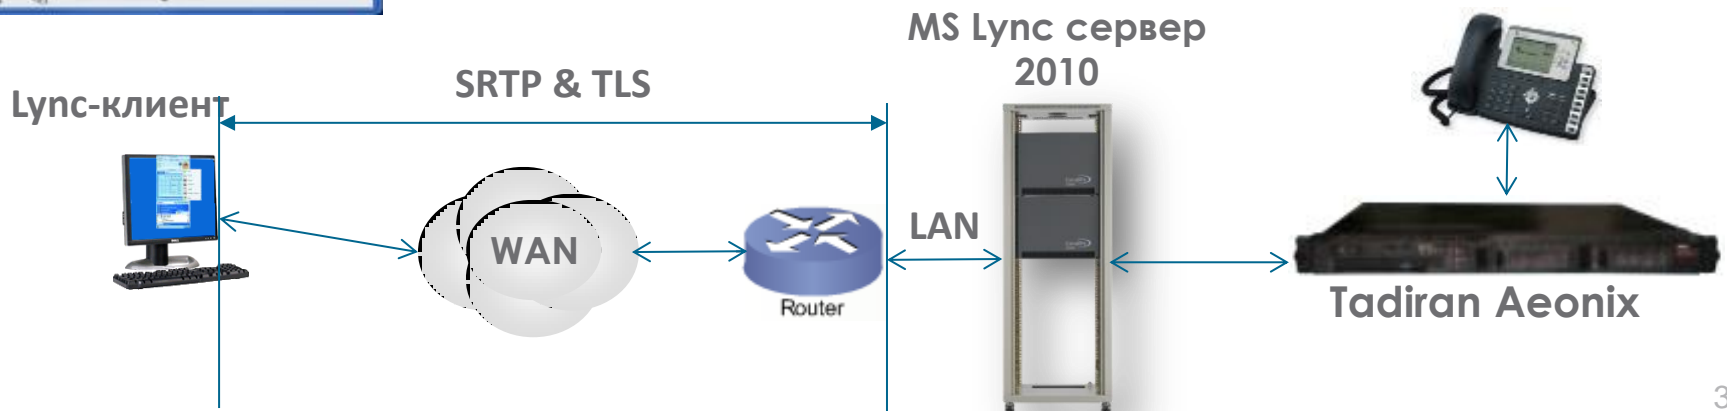 MS Lync сервер
2010
SRTP & TLS
Lync-клиент
WAN
LAN
Router
Tadiran Aeonix
3